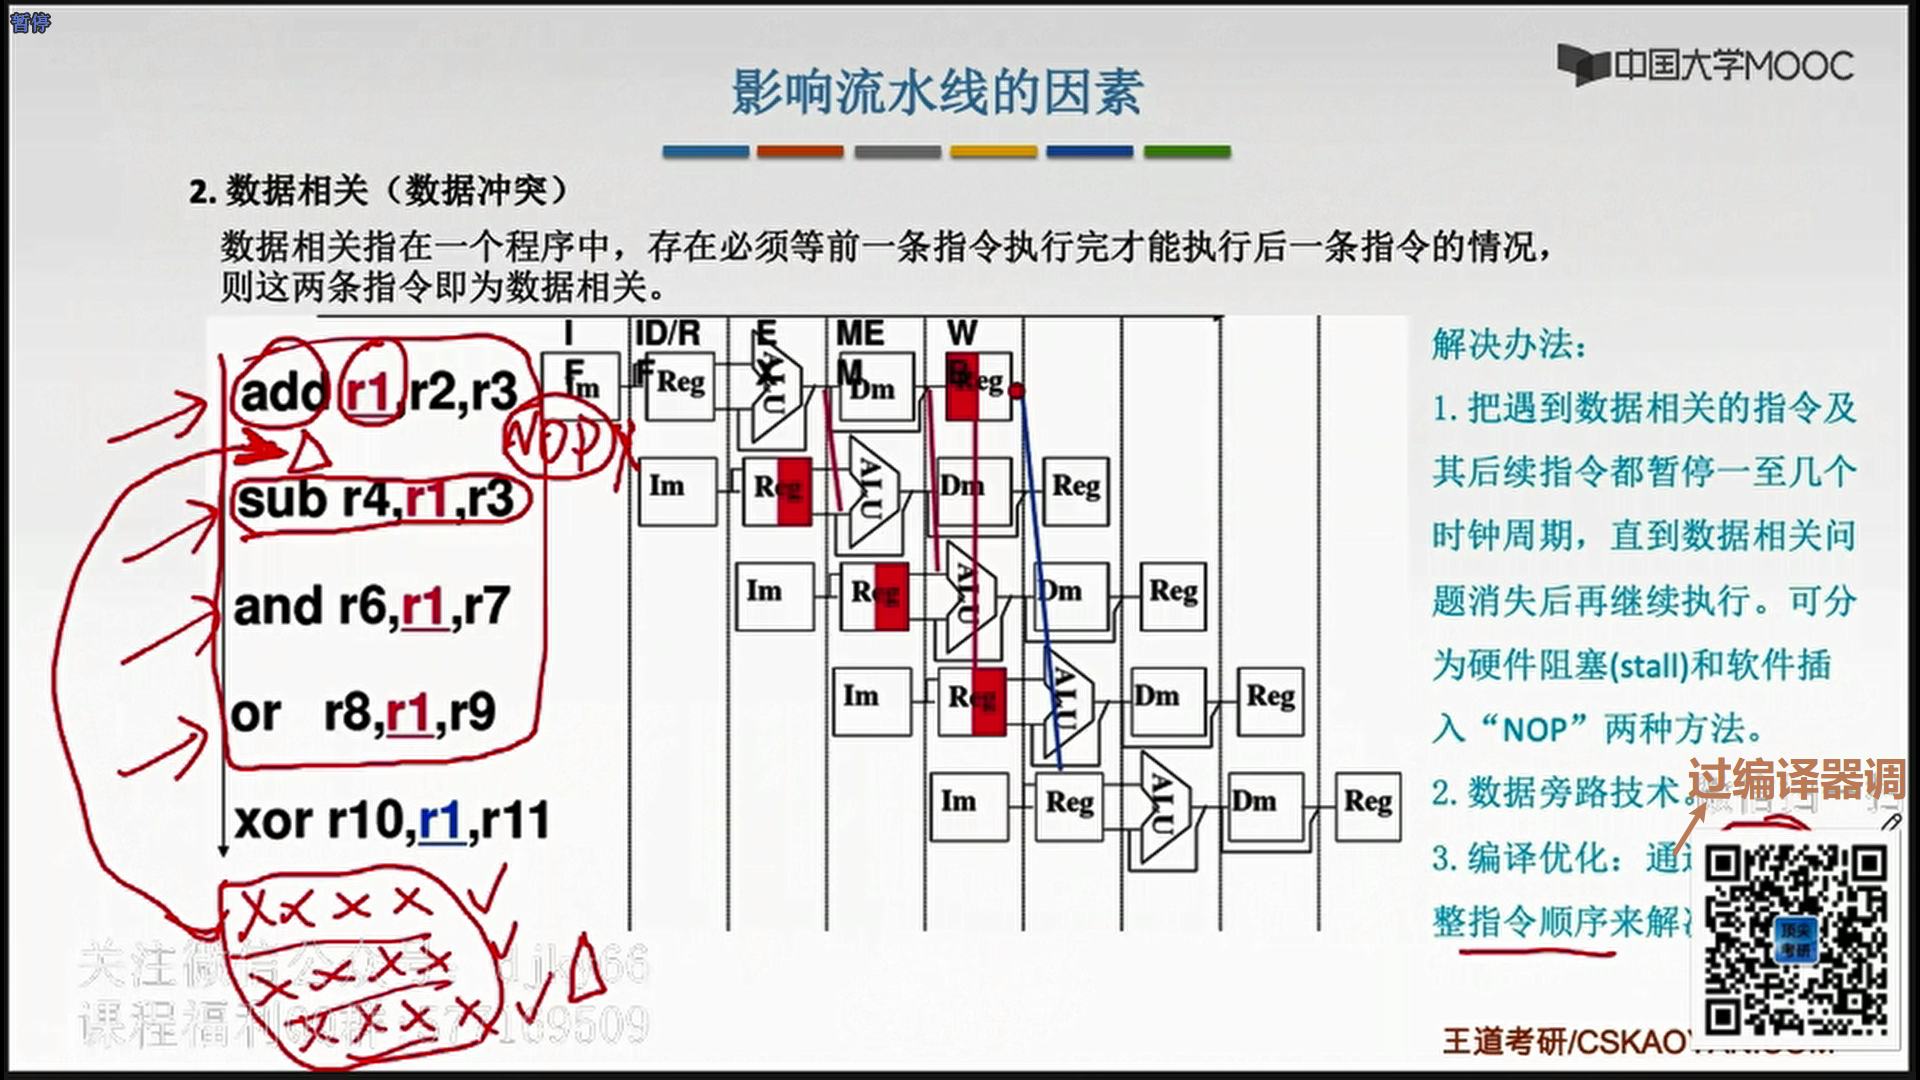 暂停
中国大学MOOC
影响流水线的因素
2. 数据相关（数据冲突）
数据相关指在一个程序中，存在必须等前一条指令执行完才能执行后一条指令的情况，
则这两条指令即为数据相关。
I ID/R E ME W
F F M
add r1,r2,r3
Im Reg ALU Dm Reg
NOP
sub r4,r1,r3
Im Reg ALU Dm Reg
and r6,r1,r7
Im Reg ALU Dm Reg
or r8,r1,r9
Im Reg ALU Dm Reg
xor r10,r1,r11
Im Reg ALU Dm Reg
解决办法：
1. 把遇到数据相关的指令及
其后续指令都暂停一至几个
时钟周期，直到数据相关问
题消失后再继续执行。可分
为硬件阻塞(stall)和软件插
入“NOP”两种方法。
2. 数据旁路技术。
过编译器调
3. 编译优化：通过
整指令顺序来解
顶尖
考研
关注微信公众号
课程福利
王道考研/CSKAOYAN.COM